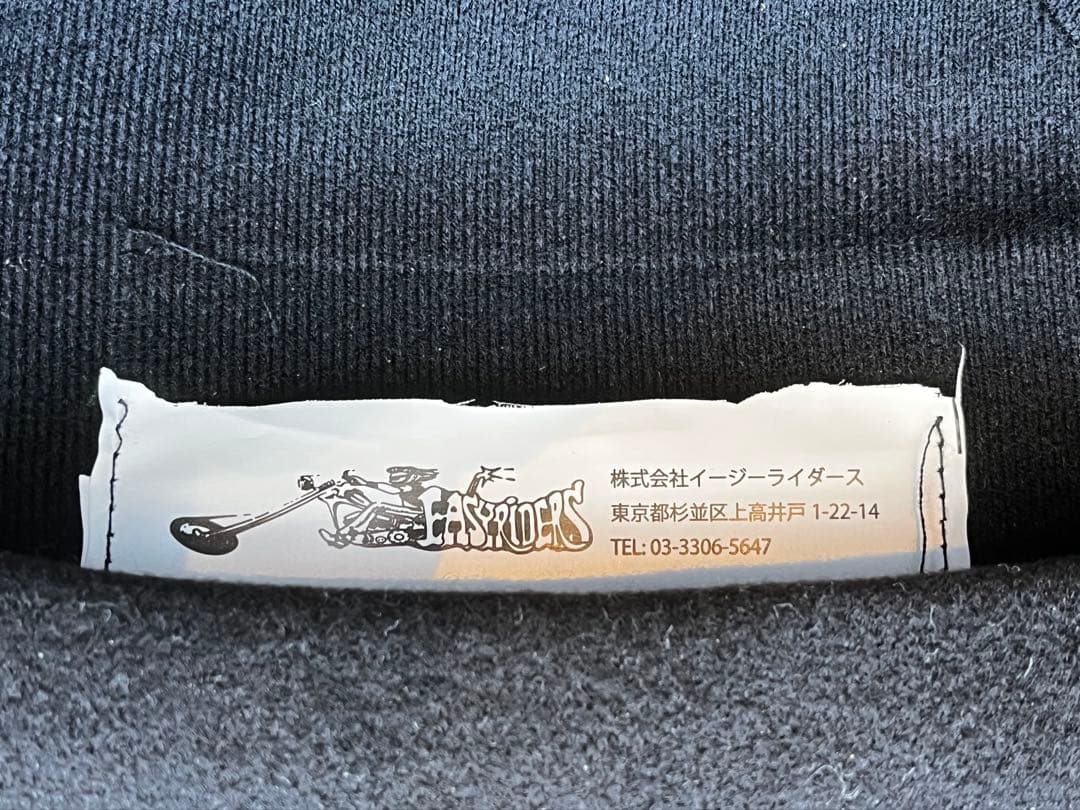 EASYRIDERS
株式会社イージーライダース
東京都杉並区上高井戸 1-22-14
TEL: 03-3306-5647